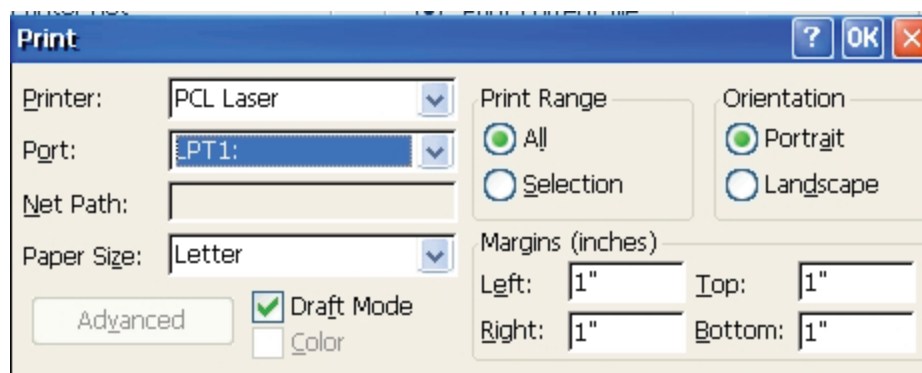 Print ? OK
Printer: PCL Laser
Port: LPT1:
Net Path:
Paper Size: Letter
Advanced
Draft Mode
Color
Print Range
All
Selection
Orientation
Portrait
Landscape
Margins (inches)
Left: 1" Top: 1"
Right: 1" Bottom: 1"